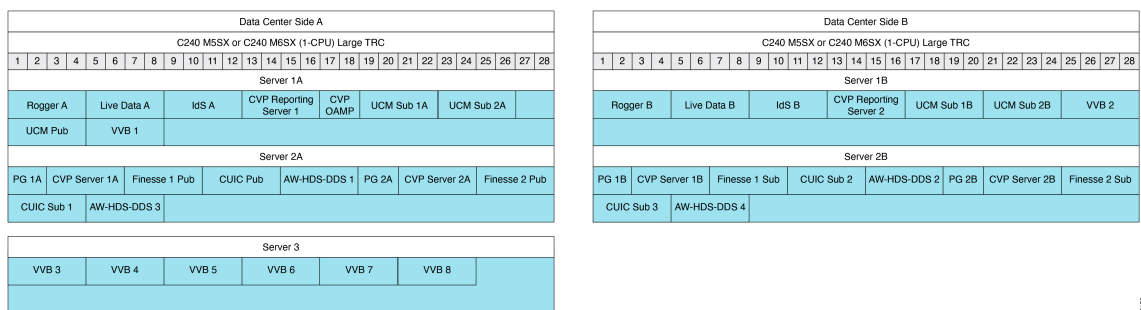 Data Center Side A
C240 M5SX or C240 M6SX (1-CPU) Large TRC
1 2 3 4 5 6 7 8 9 10 11 12 13 14 15 16 17 18 19 20 21 22 23 24 25 26 27 28
Server 1A
Rogger A Live Data A IdS A CVP Reporting Server 1 CVP OAMP UCM Sub 1A UCM Sub 2A
UCM Pub VVB 1
Server 2A
PG 1A CVP Server 1A Finesse 1 Pub CUIC Pub AW-HDS-DDS 1 PG 2A CVP Server 2A Finesse 2 Pub
CUIC Sub 1 AW-HDS-DDS 3
Server 3
VVB 3 VVB 4 VVB 5 VVB 6 VVB 7 VVB 8
Data Center Side B
C240 M5SX or C240 M6SX (1-CPU) Large TRC
1 2 3 4 5 6 7 8 9 10 11 12 13 14 15 16 17 18 19 20 21 22 23 24 25 26 27 28
Server 1B
Rogger B Live Data B IdS B CVP Reporting Server 2 UCM Sub 1B UCM Sub 2B VVB 2
Server 2B
PG 1B CVP Server 1B Finesse 1 Sub CUIC Sub 2 AW-HDS-DDS 2 PG 2B CVP Server 2B Finesse 2 Sub
CUIC Sub 3 AW-HDS-DDS 4